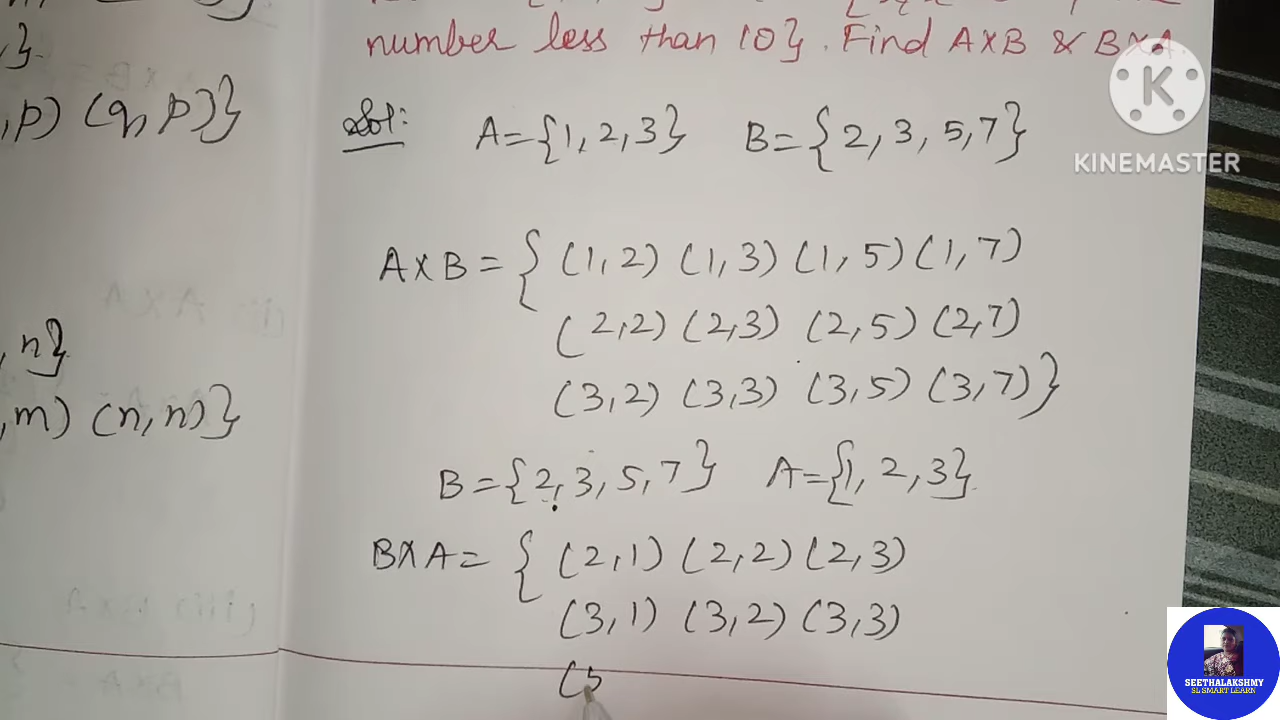 number less than 10}. Find A×B & B×A.
,}
,p) (q,p)}
Sol: A={1,2,3} B={2,3,5,7}
A×B={(1,2) (1,3) (1,5) (1,7)
(2,2) (2,3) (2,5) (2,7)
,n}
(3,2) (3,3) (3,5) (3,7)}
,m) (n,n)}
B={2,3,5,7} A={1,2,3}.
B×A={(2,1) (2,2) (2,3)
(3,1) (3,2) (3,3)
(5
KINEMASTER
SEETHALAKSHMY
SL SMART LEARN